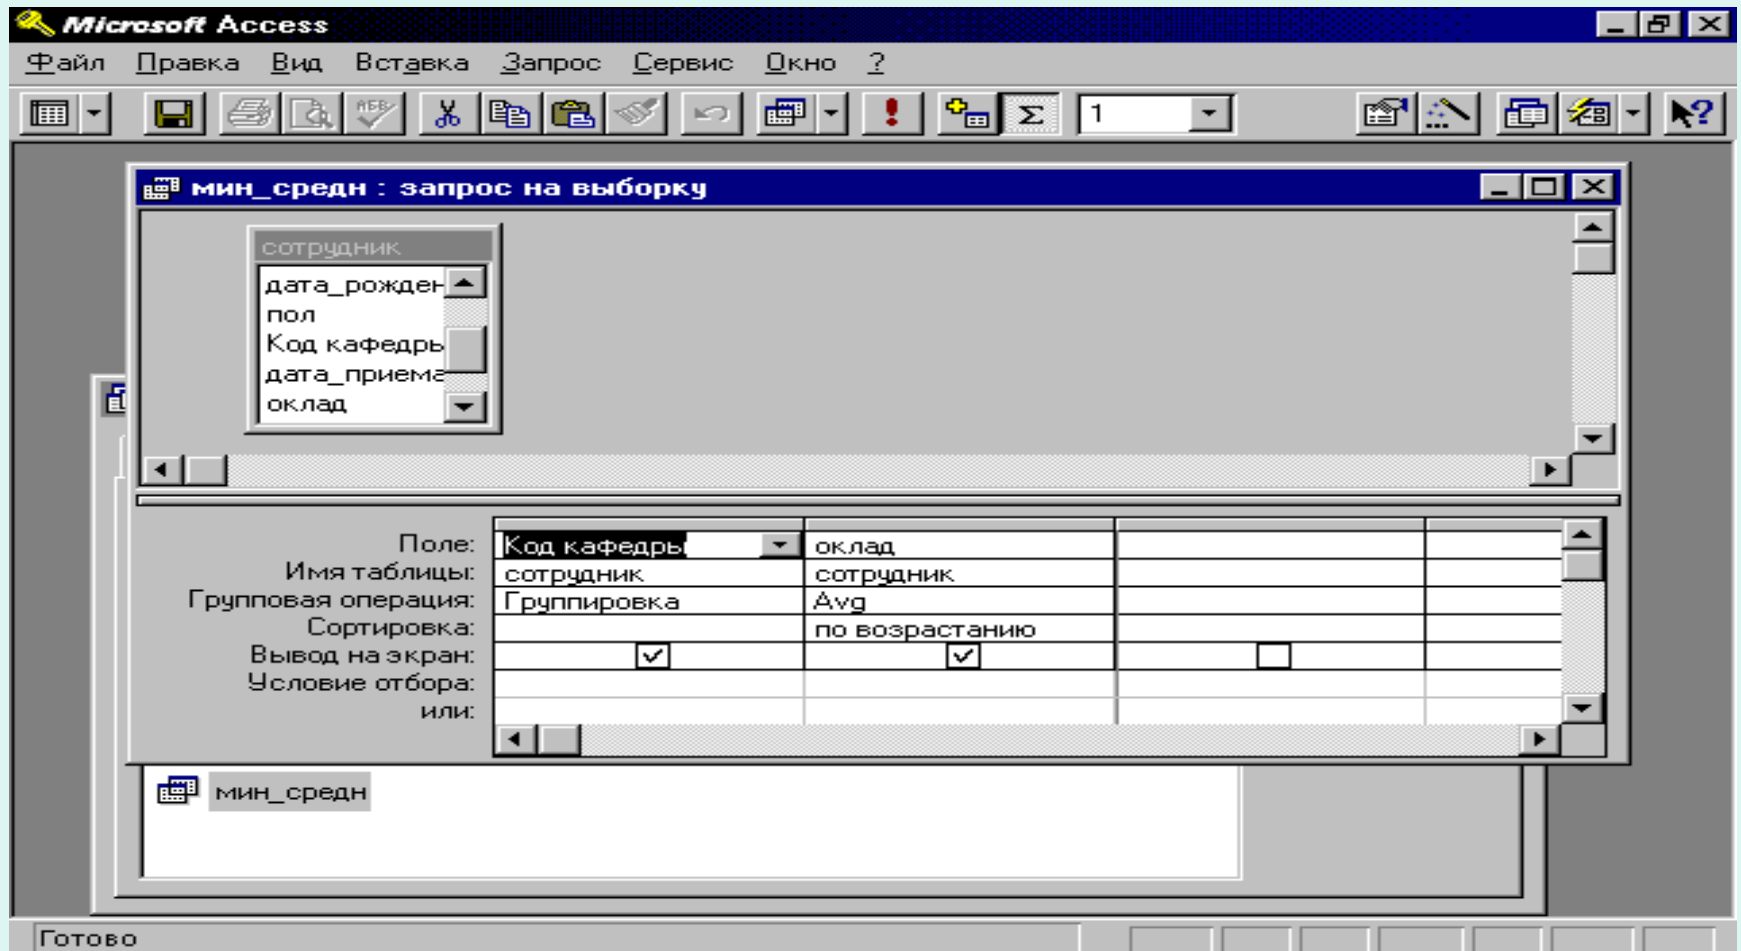 Microsoft Access
Файл Правка Вид Вставка Запрос Сервис Окно ?
1
мин_средн : запрос на выборку
сотрудник
дата_рожден
пол
Код кафедры
дата_приема
оклад
Поле: Код кафедры оклад
Имя таблицы: сотрудник сотрудник
Групповая операция: Группировка Avg
Сортировка: по возрастанию
Вывод на экран:
Условие отбора:
или:
мин_средн
Готово